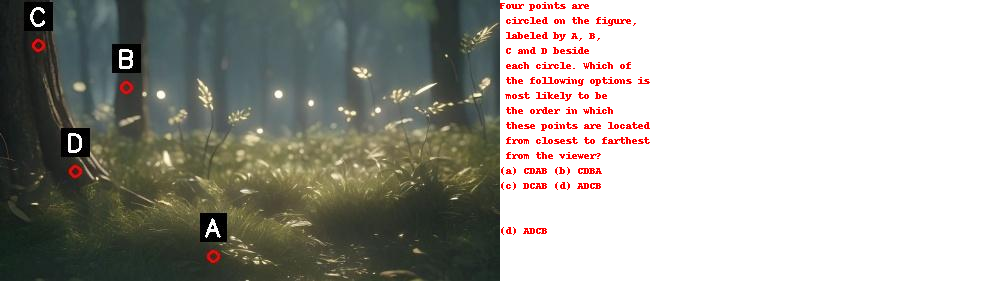 C
B
D
A
Four points are
circled on the figure,
labeled by A, B,
C and D beside
each circle. Which of
the following options is
most likely to be
the order in which
these points are located
from closest to farthest
from the viewer?
(a) CDAB (b) CDBA
(c) DCAB (d) ADCB
(d) ADCB